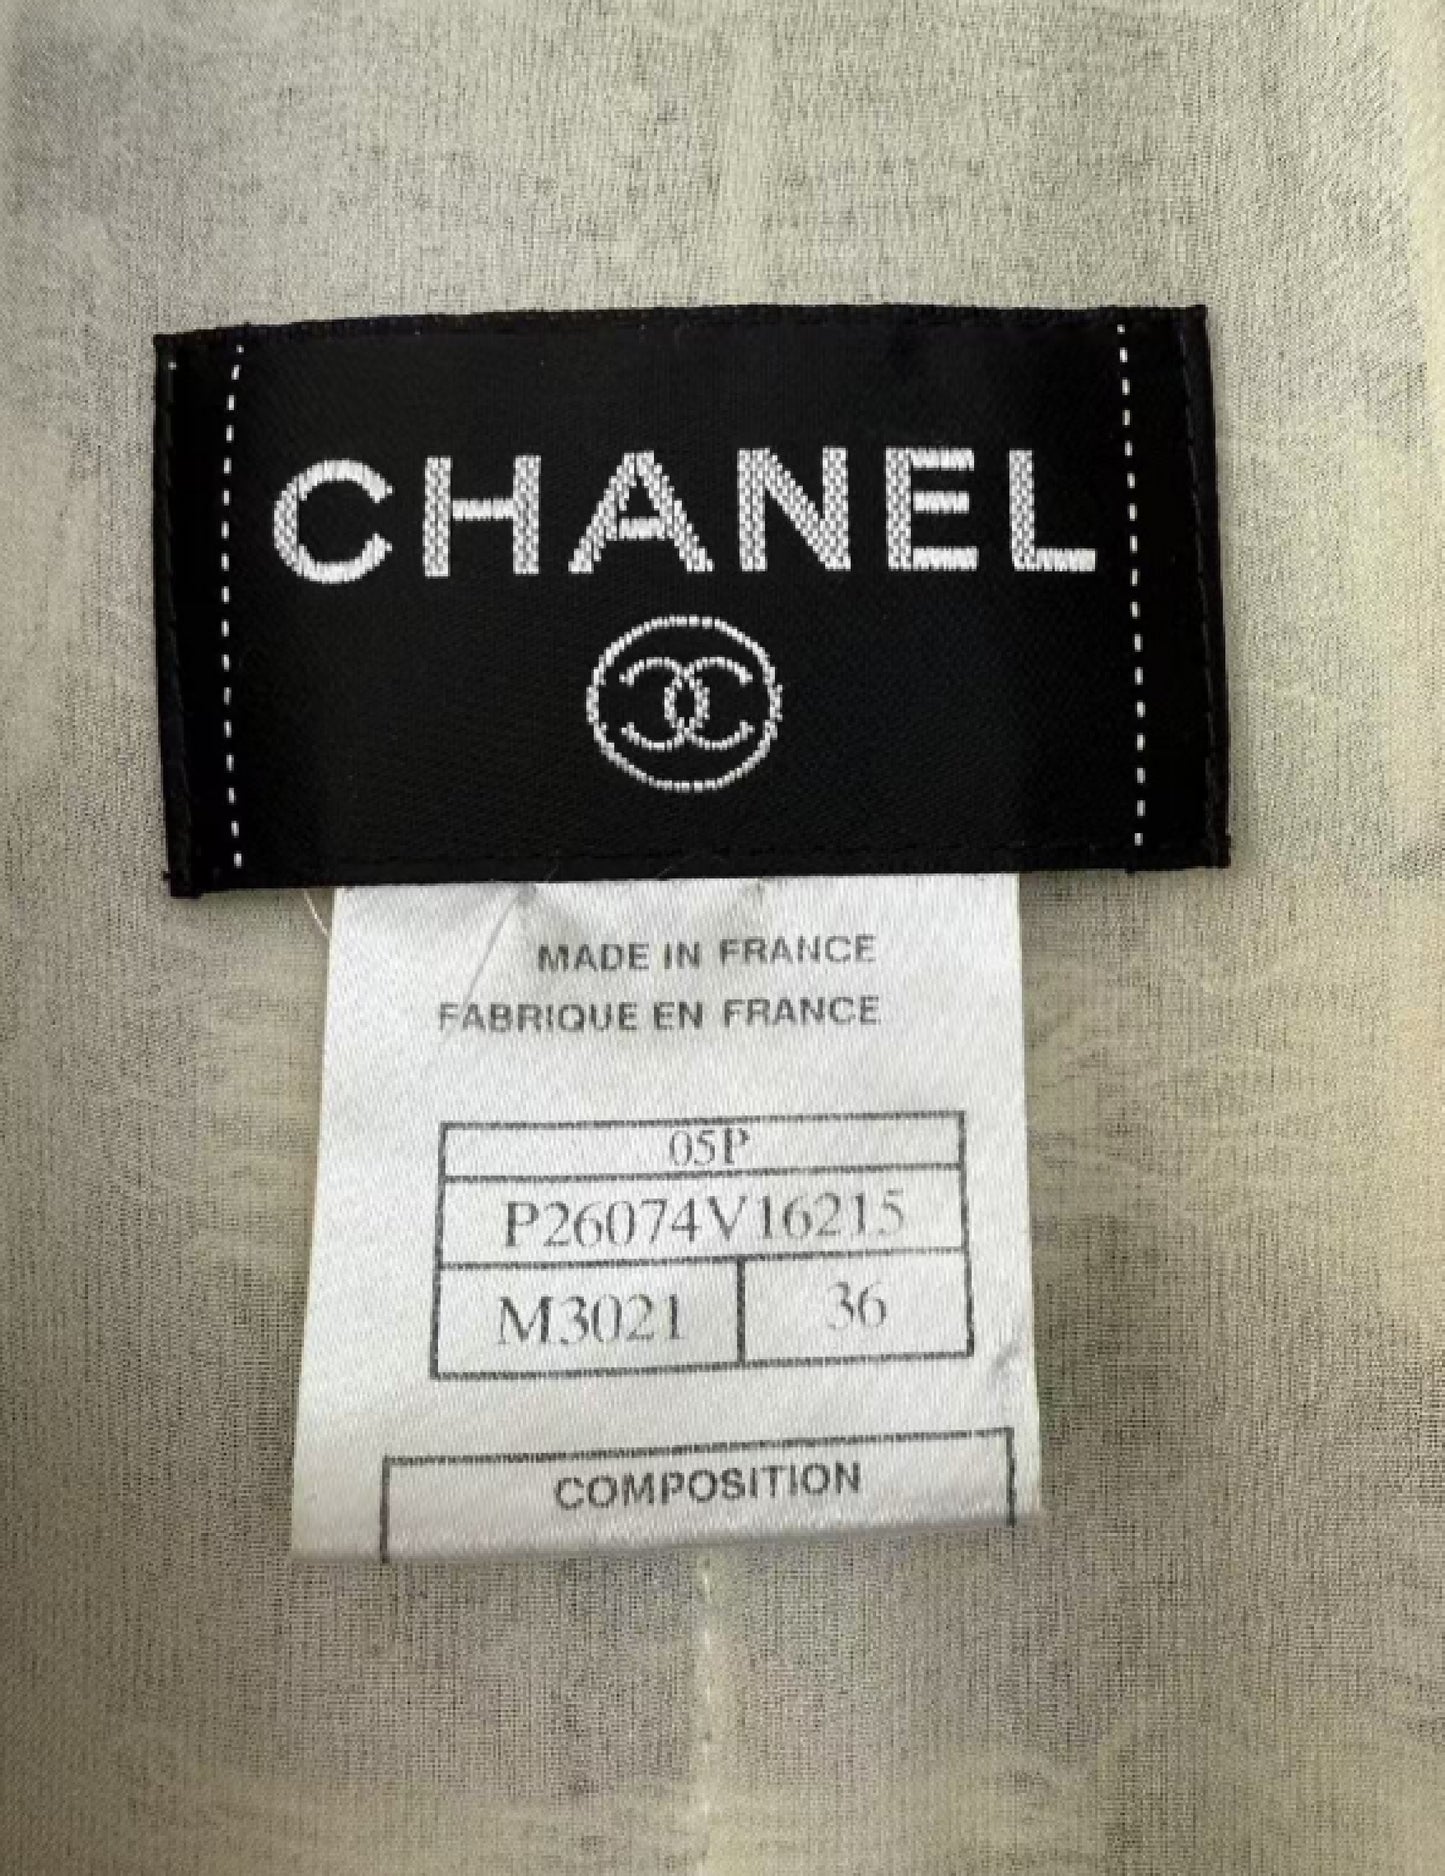 CHANEL
MADE IN FRANCE
FABRIQUE EN FRANCE
05P
P26074V16215
M3021 36
COMPOSITION